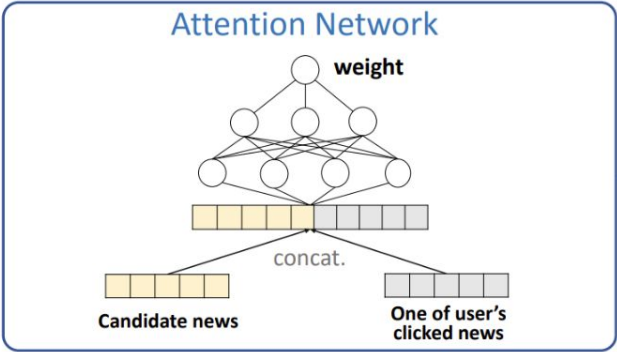 Attention Network
weight
concat.
Candidate news
One of user's
clicked news